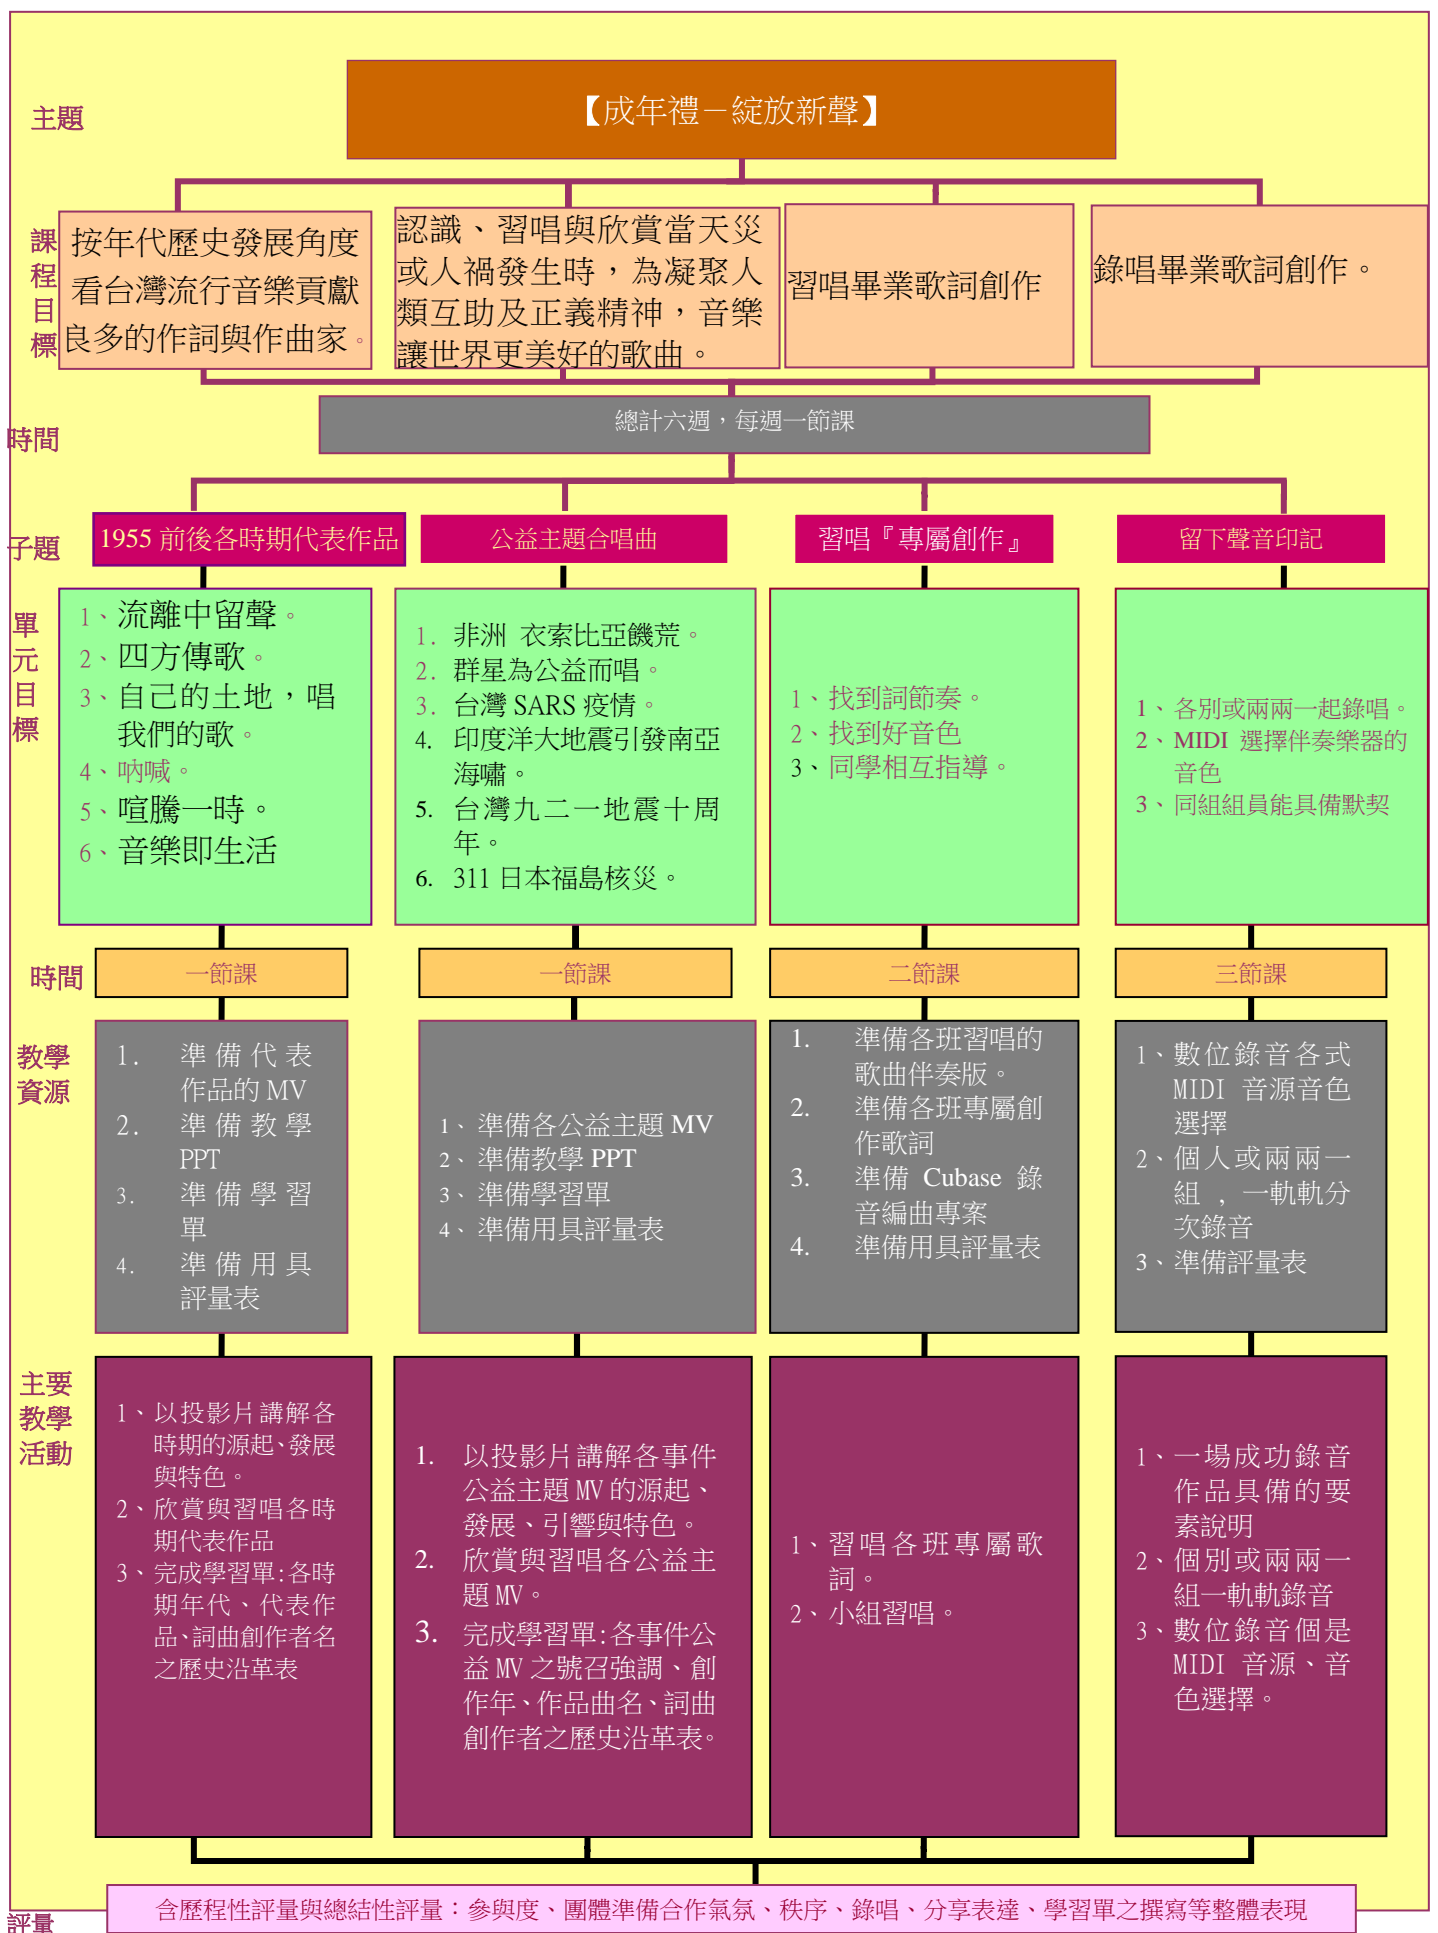 主題
【成年禮－綻放新聲】
課
程
目
標
按年代歷史發展角度
看台灣流行音樂貢獻
良多的作詞與作曲家。
認識、習唱與欣賞當天災
或人禍發生時，為凝聚人
類互助及正義精神，音樂
讓世界更美好的歌曲。
習唱畢業歌詞創作
錄唱畢業歌詞創作。
時間
總計六週，每週一節課
子題
1955 前後各時期代表作品
公益主題合唱曲
習唱『專屬創作』
留下聲音印記
單
元
目
標
1、流離中留聲。
2、四方傳歌。
3、自己的土地，唱
我們的歌。
4、吶喊。
5、喧騰一時。
6、音樂即生活
1. 非洲 衣索比亞饑荒。
2. 群星為公益而唱。
3. 台灣 SARS 疫情。
4. 印度洋大地震引發南亞
海嘯。
5. 台灣九二一地震十周
年。
6. 311 日本福島核災。
1、找到詞節奏。
2、找到好音色
3、同學相互指導。
1、各別或兩兩一起錄唱。
2、MIDI 選擇伴奏樂器的
音色
3、同組組員能具備默契
時間
一節課
一節課
二節課
三節課
教學
資源
1. 準備代表
作品的 MV
2. 準備教學
PPT
3. 準備學習
單
4. 準備用具
評量表
1、準備各公益主題 MV
2、準備教學 PPT
3、準備學習單
4、準備用具評量表
1. 準備各班習唱的
歌曲伴奏版。
2. 準備各班專屬創
作歌詞
3. 準備 Cubase 錄
音編曲專案
4. 準備用具評量表
1、數位錄音各式
MIDI 音源音色
選擇
2、個人或兩兩一
組 , 一軌軌分
次錄音
3、準備評量表
主要
教學
活動
1、以投影片講解各
時期的源起、發展
與特色。
2、欣賞與習唱各時
期代表作品
3、完成學習單:各時
期年代、代表作
品、詞曲創作者名
之歷史沿革表
1. 以投影片講解各事件
公益主題 MV 的源起、
發展、引響與特色。
2. 欣賞與習唱各公益主
題 MV。
3. 完成學習單:各事件公
益 MV 之號召強調、創
作年、作品曲名、詞曲
創作者之歷史沿革表。
1、習唱各班專屬歌
詞。
2、小組習唱。
1、一場成功錄音
作品具備的要
素說明
2、個別或兩兩一
組一軌軌錄音
3、數位錄音個是
MIDI 音源、音
色選擇。
評量
含歷程性評量與總結性評量：參與度、團體準備合作氣氛、秩序、錄唱、分享表達、學習單之撰寫等整體表現